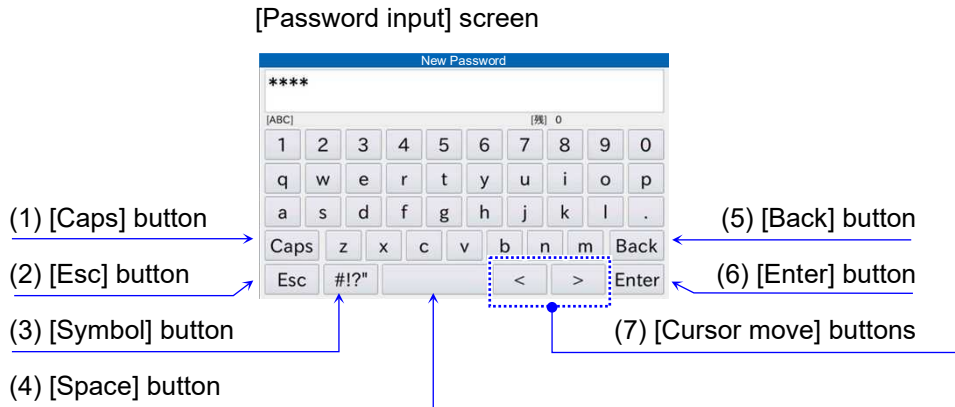 [Password input] screen
New Password
****
[ABC] [残] 0
1 2 3 4 5 6 7 8 9 0
q w e r t y u i o p
a s d f g h j k l .
Caps z x c v b n m Back
Esc #!?" < > Enter
(1) [Caps] button
(2) [Esc] button
(3) [Symbol] button
(4) [Space] button
(5) [Back] button
(6) [Enter] button
(7) [Cursor move] buttons